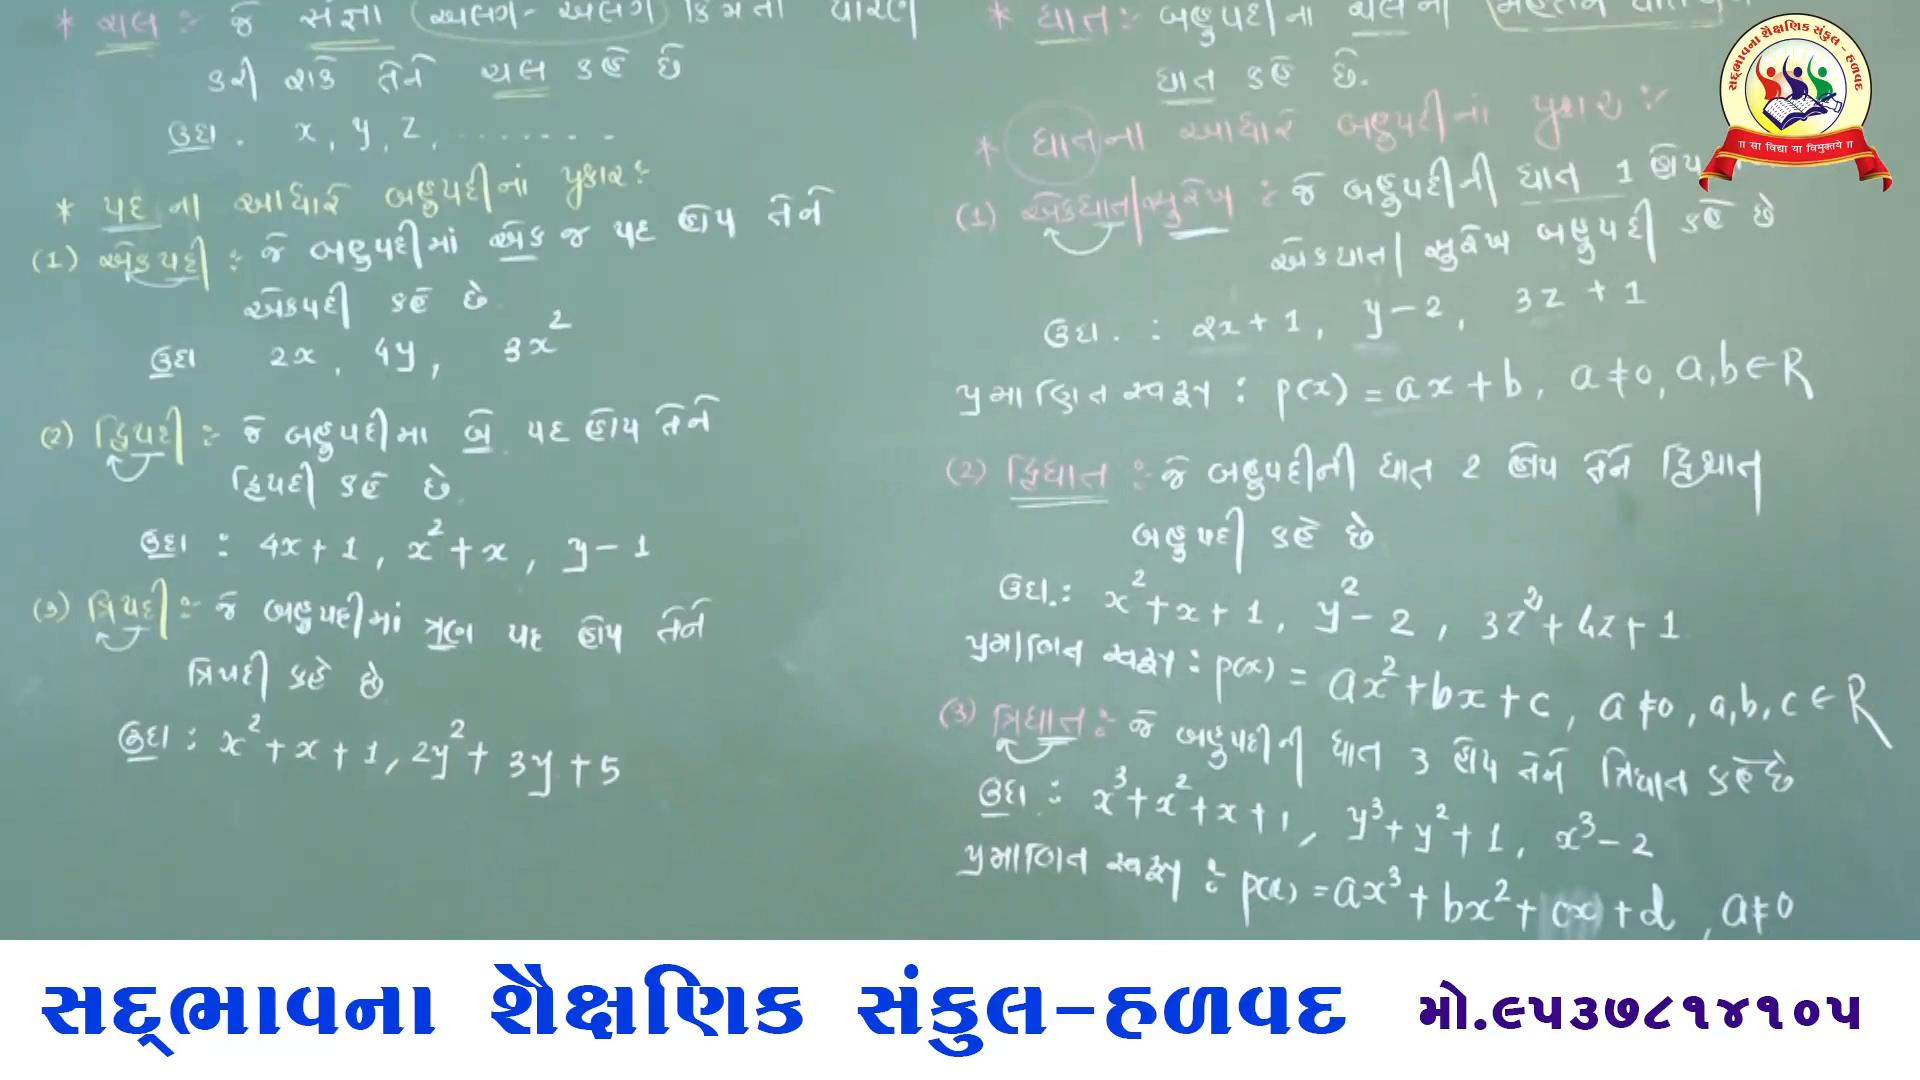 * ચલ :- જે સંજ્ઞા અલગ-અલગ કિંમતો ધારણ
કરી શકે તેને ચલ કહે છે
ઉદા. x, y, z, ........
* પદ ના આધારે બહુપદીનાં પ્રકાર :-
(1) એકપદી :- જે બહુપદીમાં એક જ પદ હોય તેને
એકપદી કહે છે.
ઉદા 2x, 4y, 3x²
(2) દ્વિપદી :- જે બહુપદીમા બે પદ હોય તેને
દ્વિપદી કહે છે.
ઉદા : 4x+1, x²+x, y-1
(3) ત્રિપદી :- જે બહુપદીમાં ત્રણ પદ હોય તેને
ત્રિપદી કહે છે
ઉદા : x²+x+1, 2y²+3y+5
* ઘાત :- બહુપદીના ચલની મહત્તમ
ઘાત કહે છે.
* ઘાતના આધારે બહુપદીનાં પ્રકાર :-
(1) એકઘાત/સુરેખ :- જે બહુપદીની ઘાત 1 હોય
એકઘાત/સુરેખ બહુપદી કહે છે
ઉદા. : 2x+1, y-2, 3z+1
પ્રમાણિત સ્વરૂપ : p(x) = ax+b, a≠0, a,b∈R
(2) દ્વિઘાત :- જે બહુપદીની ઘાત 2 હોય તેને દ્વિઘાત
બહુપદી કહે છે
ઉદા. : x²+x+1, y²-2, 3z²+4z+1
પ્રમાણિત સ્વરૂપ : p(x) = ax²+bx+c, a≠0, a,b,c∈R
(3) ત્રિઘાત :- જે બહુપદીની ઘાત 3 હોય તેને ત્રિઘાત કહે છે
ઉદા :- x³+x²+x+1, y³+y²+1, x³-2
પ્રમાણિત સ્વરૂપ :- p(x) = ax³+bx²+cx+d, a≠0
સદ્ભાવના શૈક્ષણિક સંકુલ - હળવદ
॥ सा विद्या या विमुक्तये ॥
સદ્ભાવના શૈક્ષણિક સંકુલ-હળવદ મો.૯૫૩૭૮૧૪૧૦૫